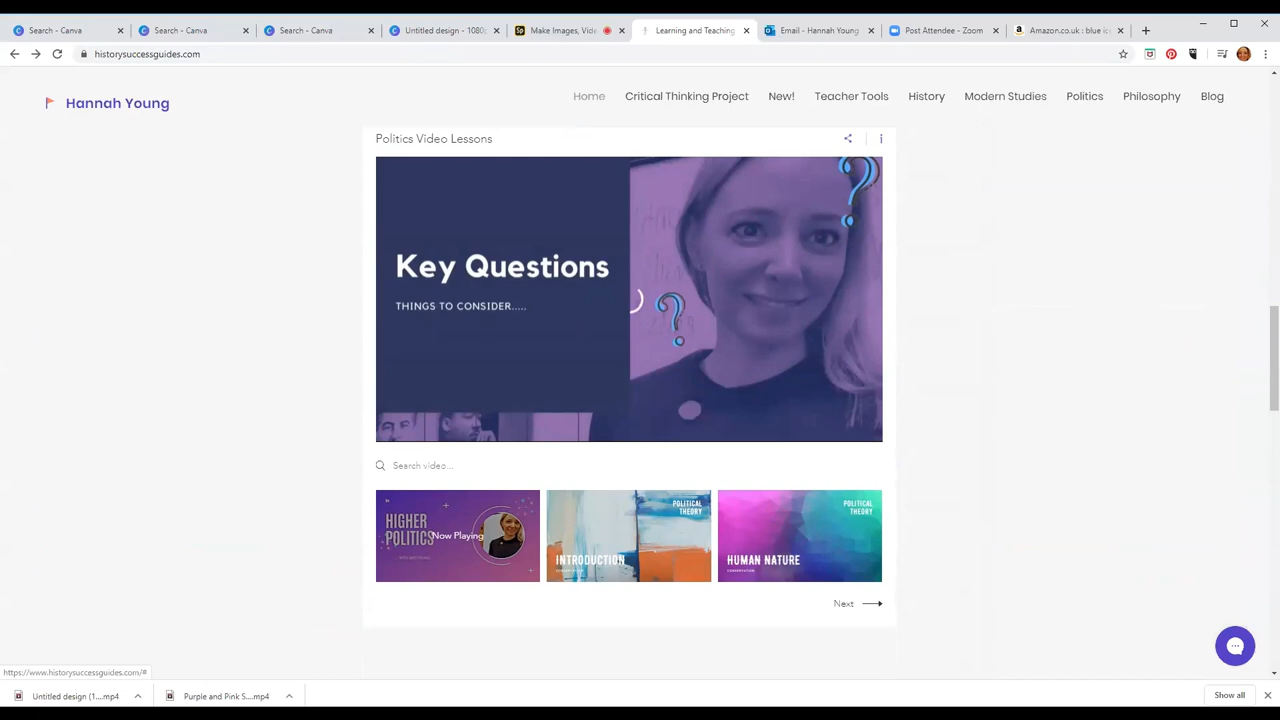 Search - Canva
Search - Canva
Search - Canva
Untitled design - 1080p
Make Images, Vide
Learning and Teaching
Email - Hannah Young
Post Attendee - Zoom
Amazon.co.uk : blue ic
historysuccessguides.com
Hannah Young
Home
Critical Thinking Project
New!
Teacher Tools
History
Modern Studies
Politics
Philosophy
Blog
Politics Video Lessons
Key Questions
THINGS TO CONSIDER.....
Search video...
HIGHER
POLITICS
Now Playing
POLITICAL
THEORY
INTRODUCTION
POLITICAL
THEORY
HUMAN NATURE
Next
https://www.historysuccessguides.com/#
Untitled design (1....mp4
Purple and Pink S....mp4
Show all